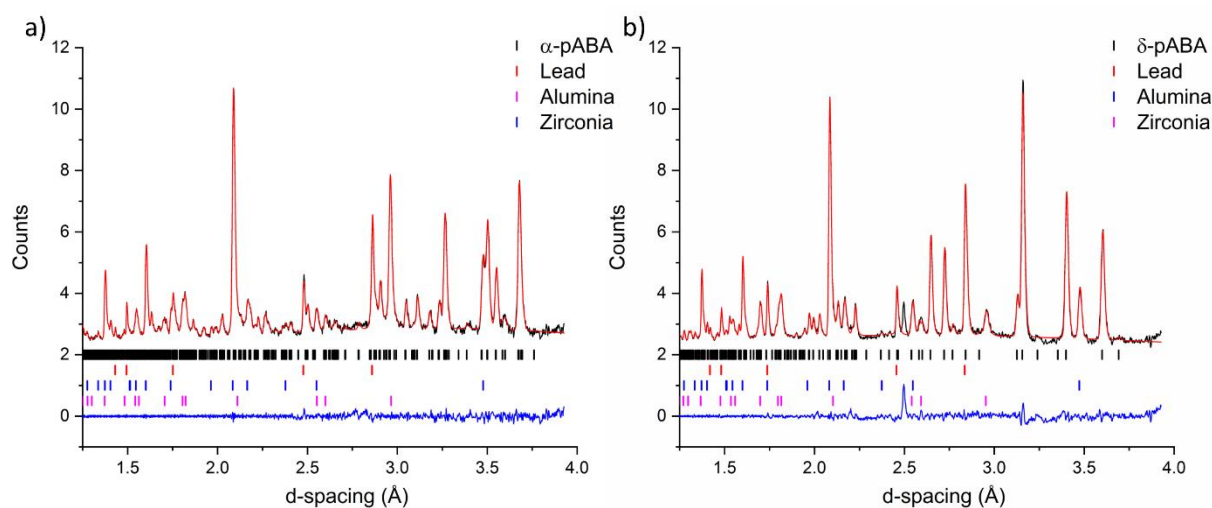 a)
α-pABA
Lead
Alumina
Zirconia
12
10
8
6
4
2
0
Counts
1.5 2.0 2.5 3.0 3.5 4.0
d-spacing (Å)
b)
δ-pABA
Lead
Alumina
Zirconia
12
10
8
6
4
2
0
Counts
1.5 2.0 2.5 3.0 3.5 4.0
d-spacing (Å)